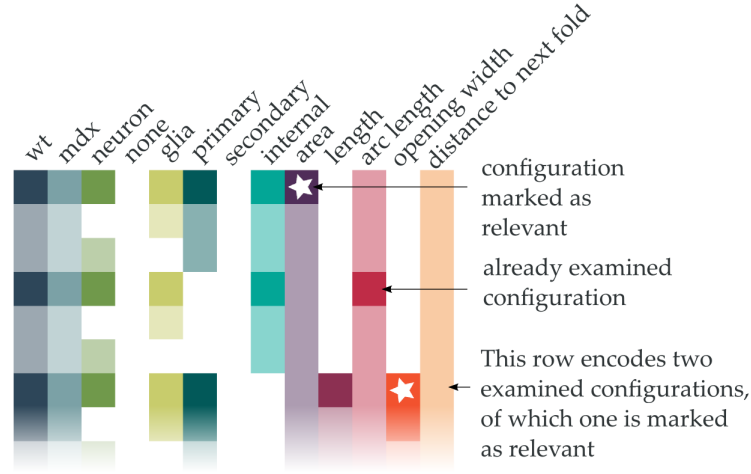 wt
mdx
neuron
none
glia
primary
secondary
internal
area
length
arc length
opening width
distance to next fold
configuration
marked as
relevant
already examined
configuration
This row encodes two
examined configurations,
of which one is marked
as relevant